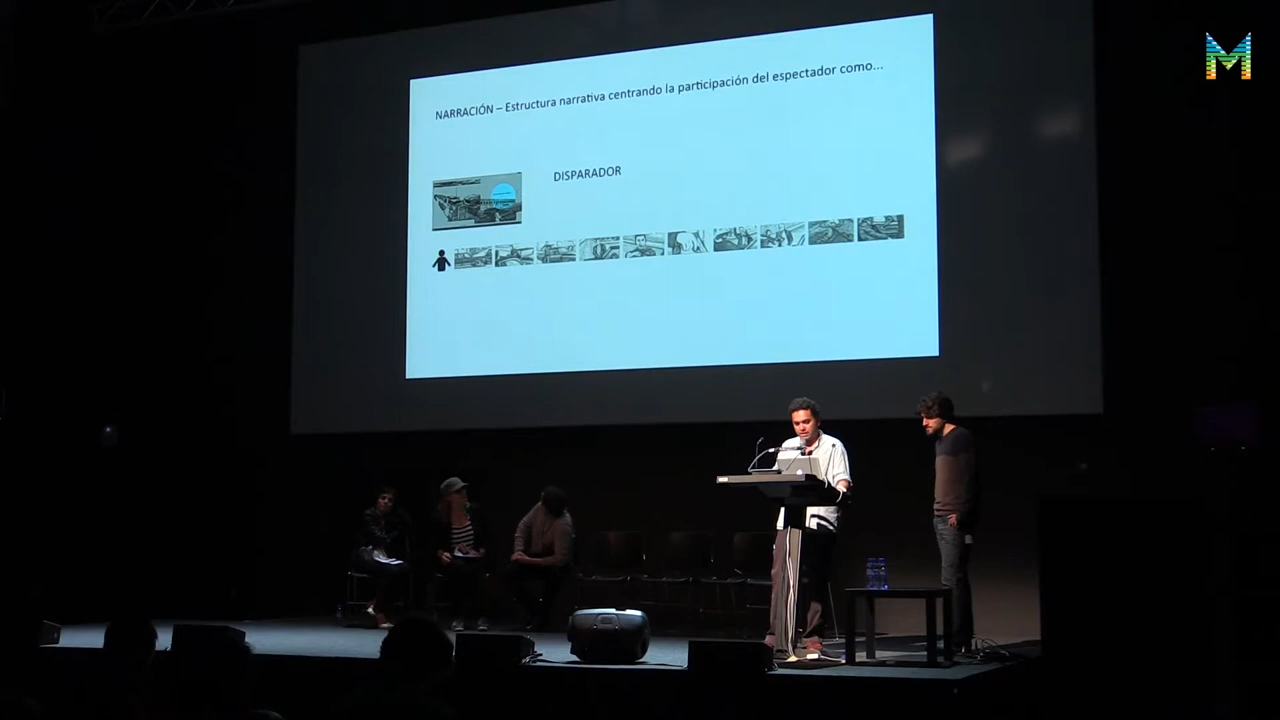 NARRACIÓN – Estructura narrativa centrando la participación del espectador como...
DISPARADOR
M